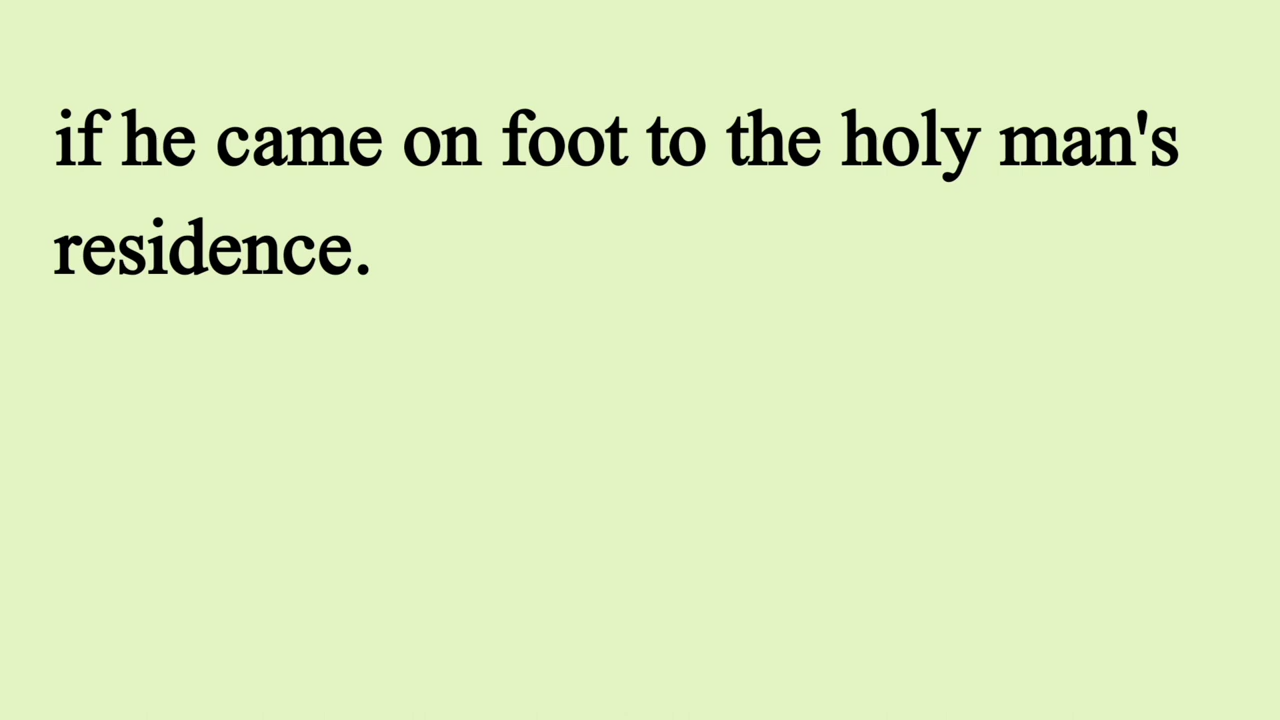 if he came on foot to the holy man's
residence.